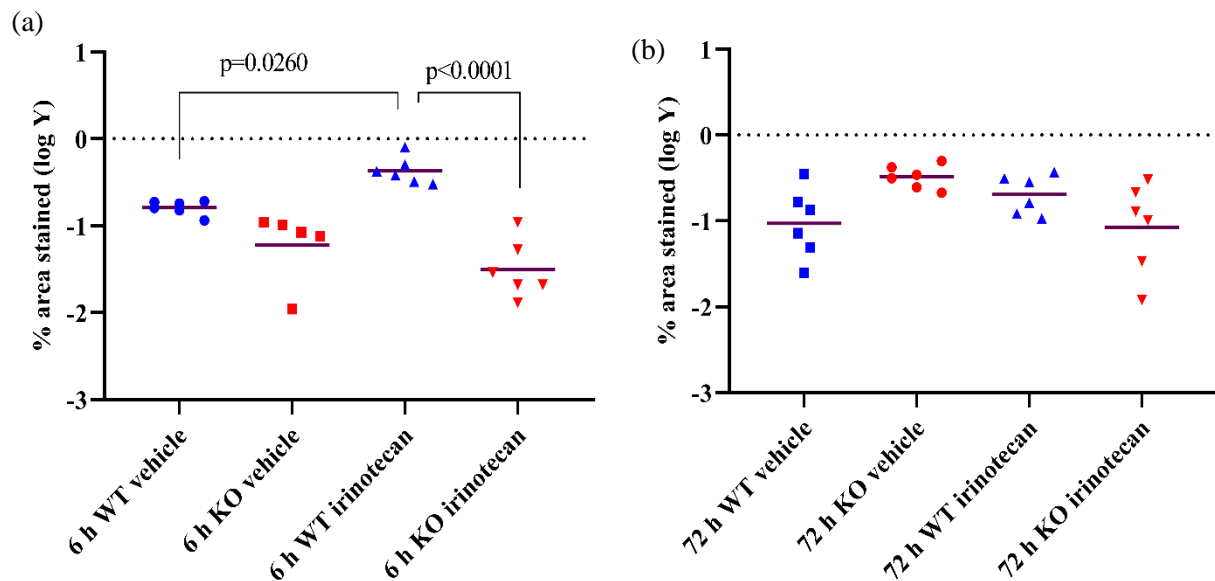 (a)
p=0.0260
p<0.0001
% area stained (log Y)
1
0
-1
-2
-3
6 h WT vehicle
6 h KO vehicle
6 h WT irinotecan
6 h KO irinotecan
(b)
% area stained (log Y)
1
0
-1
-2
-3
72 h WT vehicle
72 h KO vehicle
72 h WT irinotecan
72 h KO irinotecan